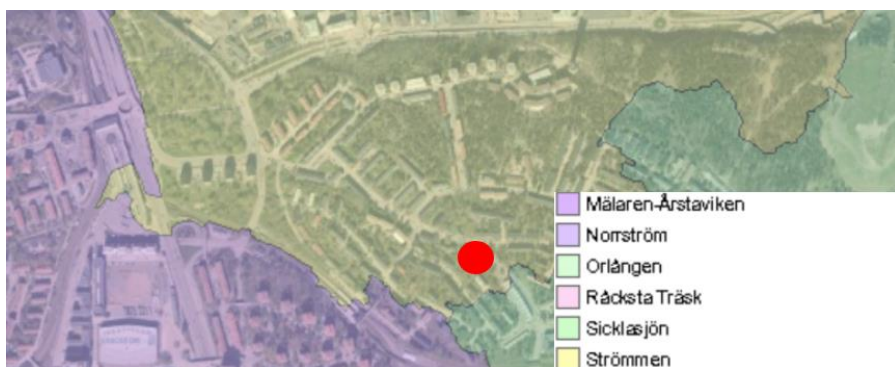 Mälaren-Årstaviken
Norrström
Orlången
Råcksta Träsk
Sicklasjön
Strömmen